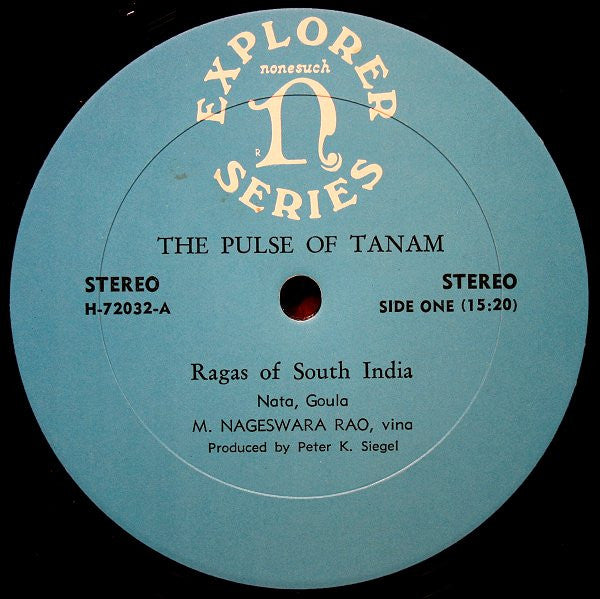 EXPLORER
nonesuch
n
R
SERIES
THE PULSE OF TANAM
STEREO
H-72032-A
STEREO
SIDE ONE (15:20)
Ragas of South India
Nata, Goula
M. NAGESWARA RAO, vina
Produced by Peter K. Siegel